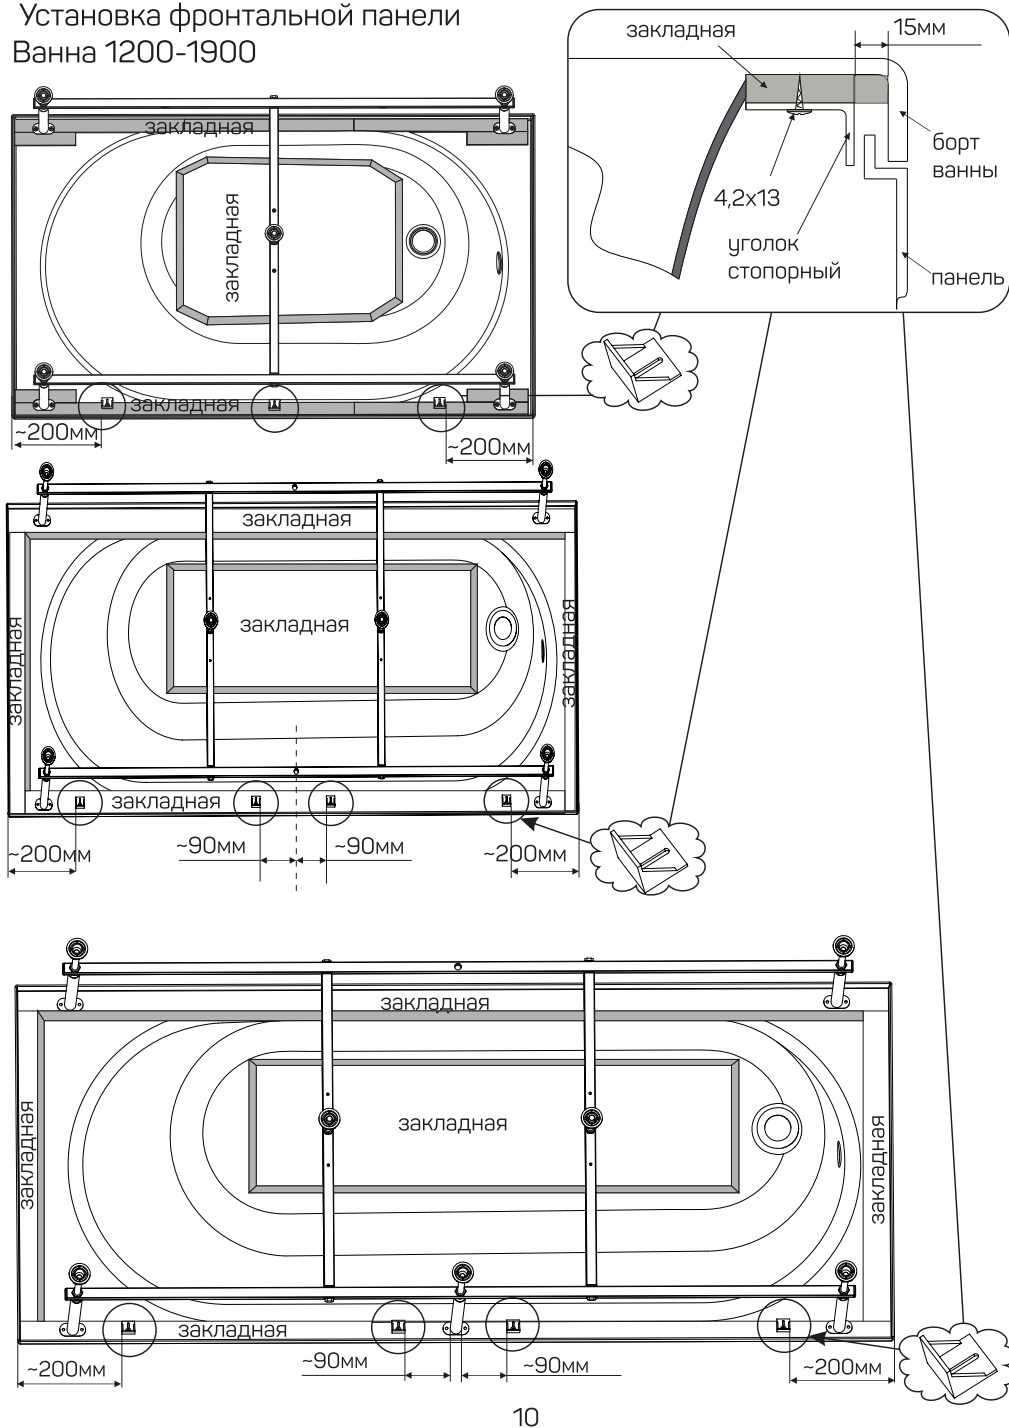 Установка фронтальной панели
Ванна 1200-1900
закладная
15мм
борт
ванны
4,2х13
уголок
стопорный
панель
закладная
закладная
закладная
~200мм
~200мм
закладная
закладная
закладная
закладная
закладная
~200мм
~90мм
~90мм
~200мм
закладная
закладная
закладная
закладная
закладная
~200мм
~90мм
~90мм
~200мм
10